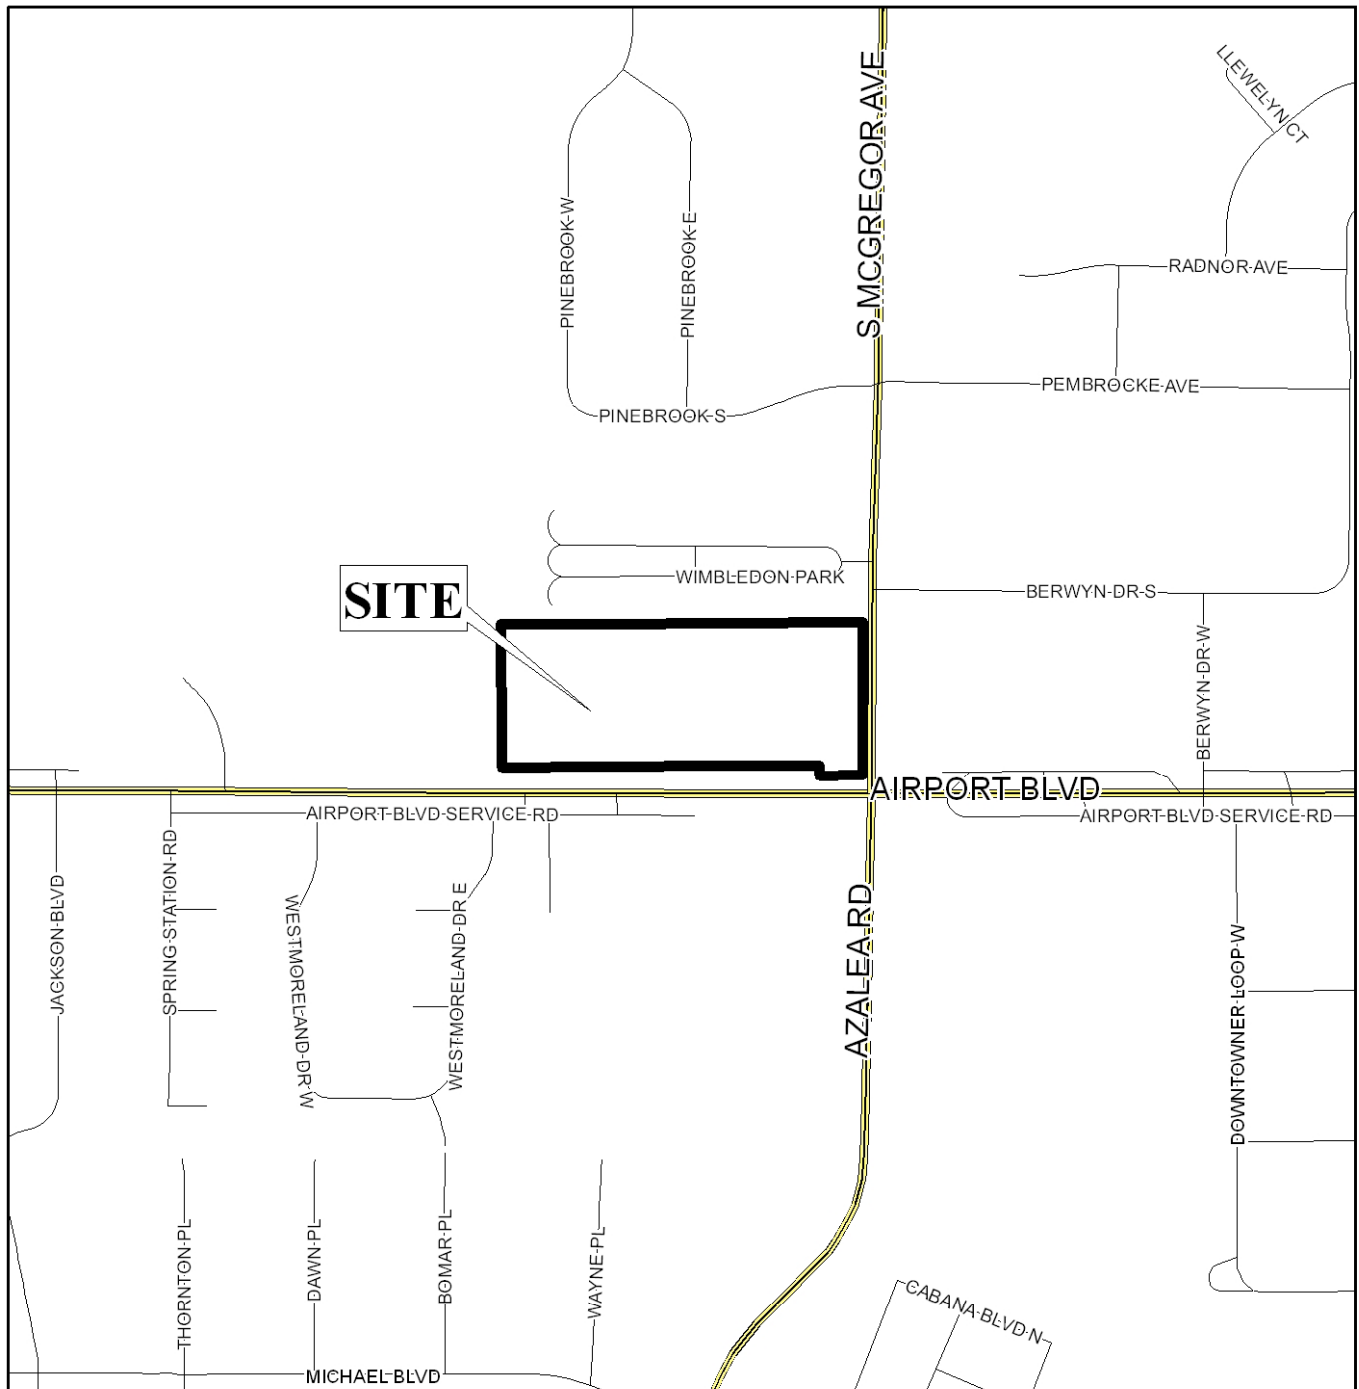 LLEWELYN CT
S MCGREGOR AVE
PINEBROOK W
PINEBROOK E
RADNOR AVE
PEMBROCKE AVE
PINEBROOK S
WIMBLEDON PARK
BERWYN DR S
SITE
BERWYN DR W
AIRPORT BLVD
AIRPORT BLVD SERVICE RD
AIRPORT BLVD SERVICE RD
JACKSON BLVD
SPRING STATION RD
WESTMORELAND DR W
WESTMORELAND DR E
AZALEA RD
DOWNTOWNER LOOP W
THORNTON PL
DAWN PL
BOMAR PL
WAYNE PL
CABANA BLVD N
MICHAEL BLVD